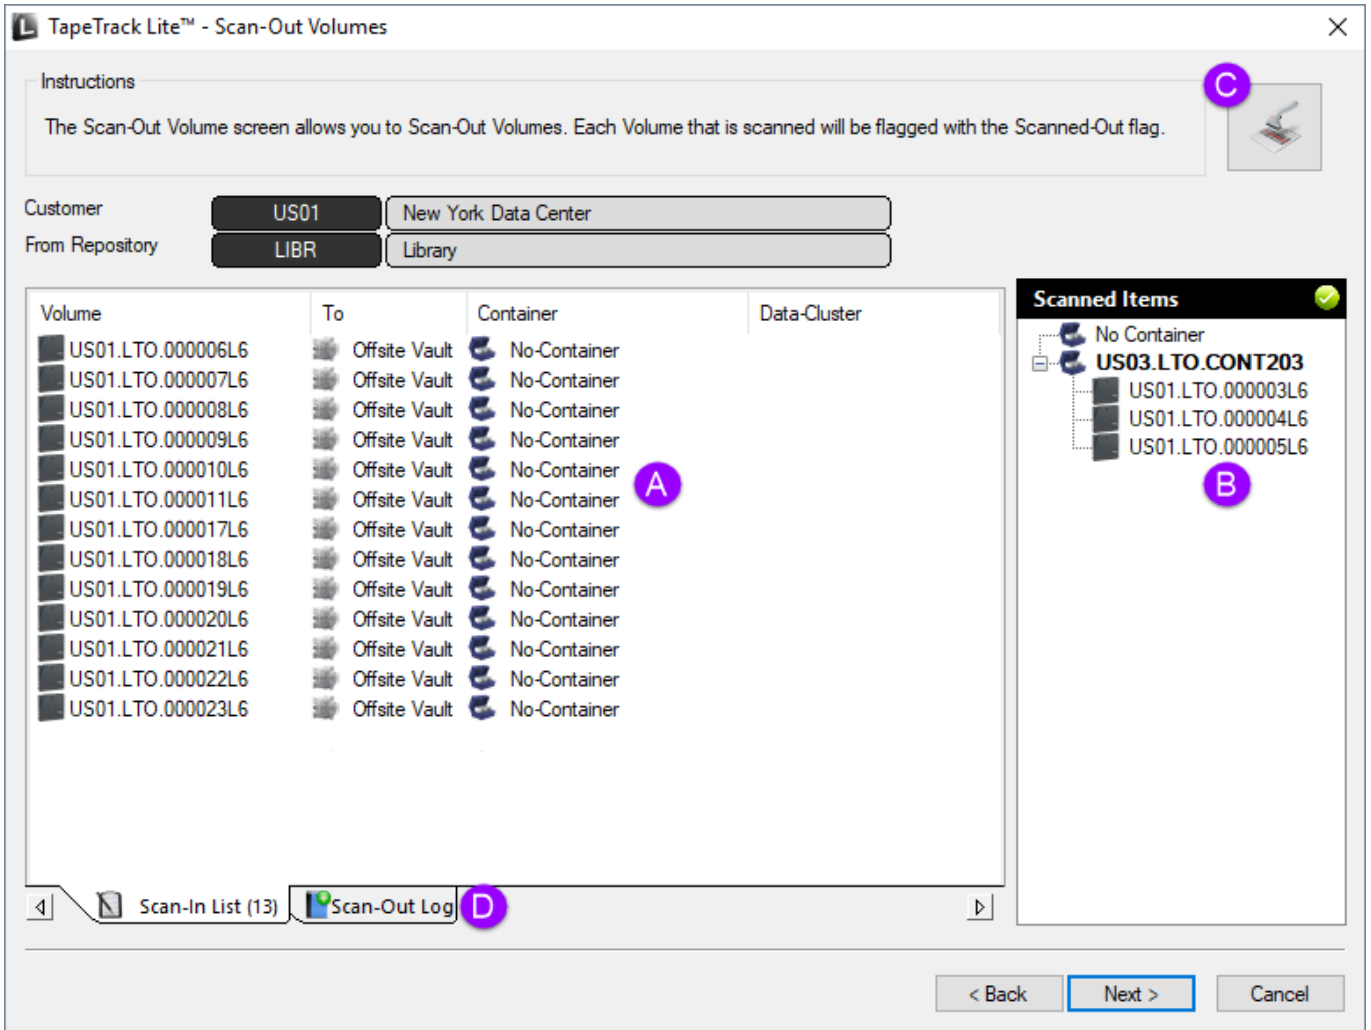 TapeTrack Lite™ - Scan-Out Volumes
Instructions
C
The Scan-Out Volume screen allows you to Scan-Out Volumes. Each Volume that is scanned will be flagged with the Scanned-Out flag.
Customer US01 New York Data Center
From Repository LIBR Library
Volume To Container Data-Cluster
US01.LTO.000006L6 Offsite Vault No-Container
US01.LTO.000007L6 Offsite Vault No-Container
US01.LTO.000008L6 Offsite Vault No-Container
US01.LTO.000009L6 Offsite Vault No-Container
US01.LTO.000010L6 Offsite Vault No-Container
US01.LTO.000011L6 Offsite Vault No-Container
US01.LTO.000017L6 Offsite Vault No-Container
US01.LTO.000018L6 Offsite Vault No-Container
US01.LTO.000019L6 Offsite Vault No-Container
US01.LTO.000020L6 Offsite Vault No-Container
US01.LTO.000021L6 Offsite Vault No-Container
US01.LTO.000022L6 Offsite Vault No-Container
US01.LTO.000023L6 Offsite Vault No-Container
A
Scanned Items
No Container
US03.LTO.CONT203
US01.LTO.000003L6
US01.LTO.000004L6
US01.LTO.000005L6
B
Scan-In List (13) Scan-Out Log D
< Back Next > Cancel